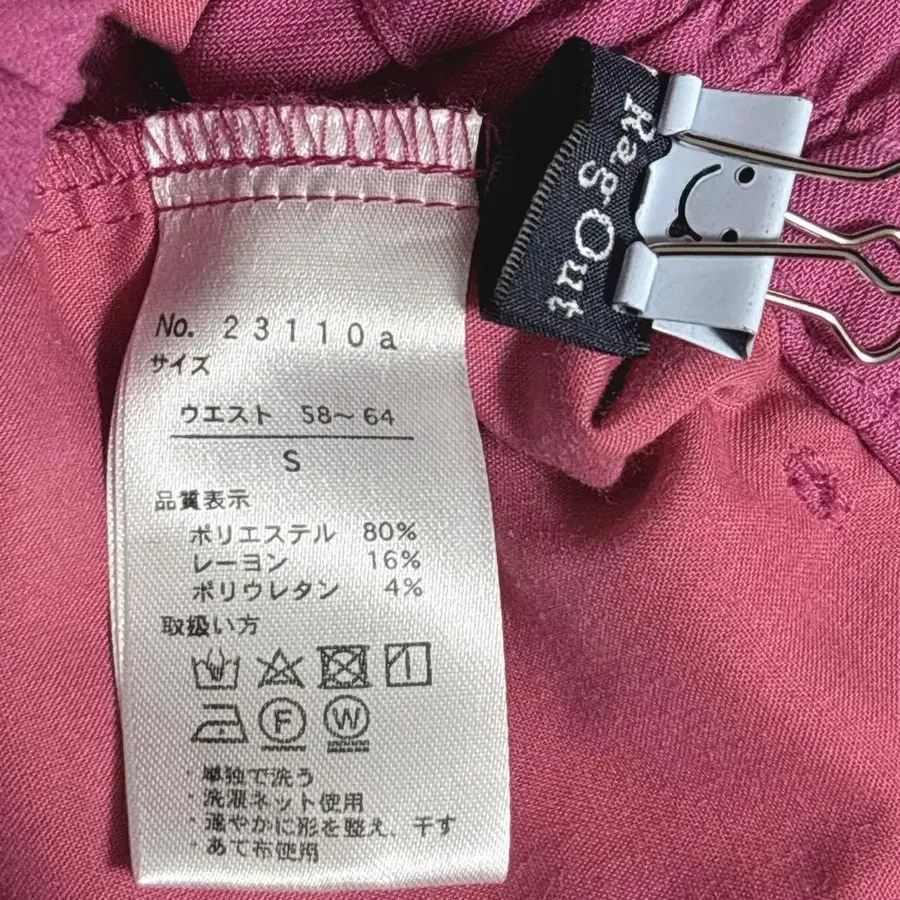 Rag Out
No. 23110a
サイズ
ウエスト 58～64
S
品質表示
ポリエステル 80%
レーヨン 16%
ポリウレタン 4%
取扱い方
F W
・単独で洗う
・洗濯ネット使用
・速やかに形を整え、干す
・あて布使用